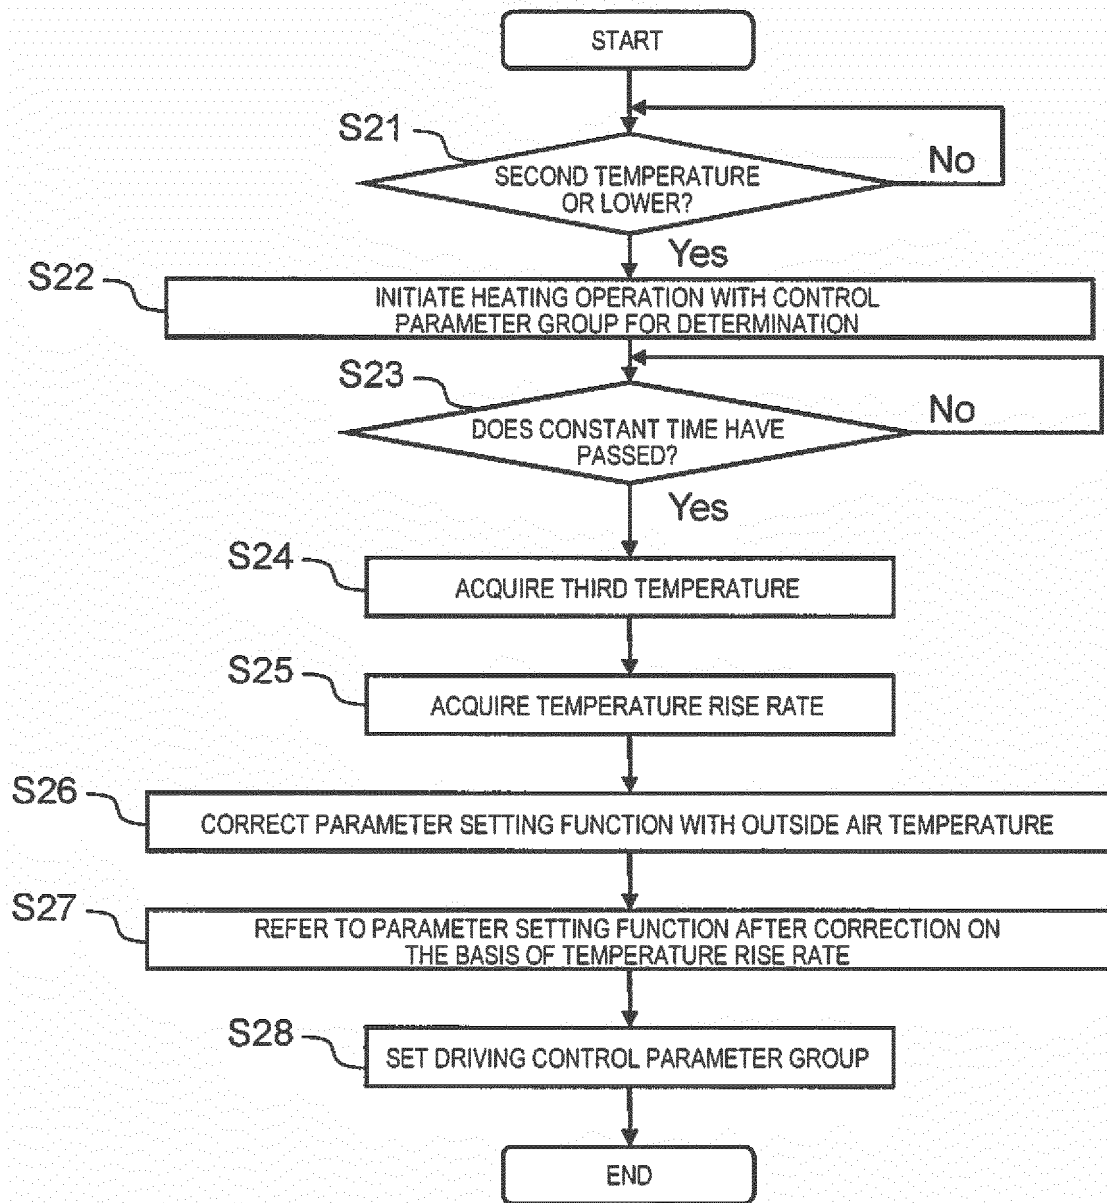 START
S21
SECOND TEMPERATURE
OR LOWER?
No
Yes
S22
INITIATE HEATING OPERATION WITH CONTROL
PARAMETER GROUP FOR DETERMINATION
S23
DOES CONSTANT TIME HAVE
PASSED?
No
Yes
S24
ACQUIRE THIRD TEMPERATURE
S25
ACQUIRE TEMPERATURE RISE RATE
S26
CORRECT PARAMETER SETTING FUNCTION WITH OUTSIDE AIR TEMPERATURE
S27
REFER TO PARAMETER SETTING FUNCTION AFTER CORRECTION ON
THE BASIS OF TEMPERATURE RISE RATE
S28
SET DRIVING CONTROL PARAMETER GROUP
END